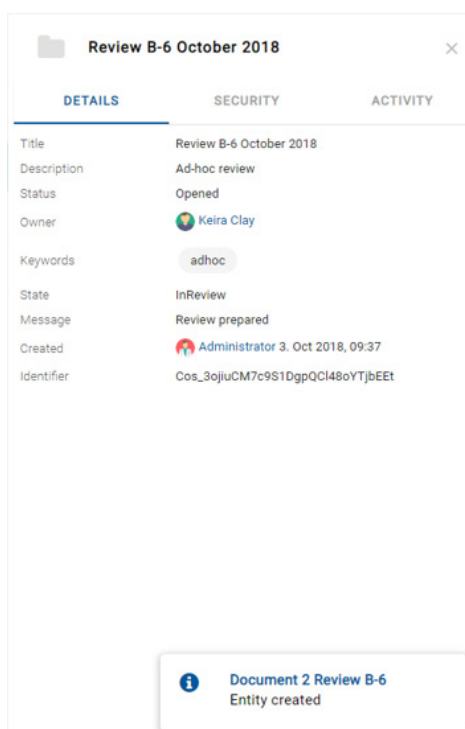 Review B-6 October 2018
DETAILS SECURITY ACTIVITY
Title Review B-6 October 2018
Description Ad-hoc review
Status Opened
Owner Keira Clay
Keywords adhoc
State InReview
Message Review prepared
Created Administrator 3. Oct 2018, 09:37
Identifier Cos_3ojiuCM7c9S1DgpQCl48oYTjbEEt
Document 2 Review B-6
Entity created